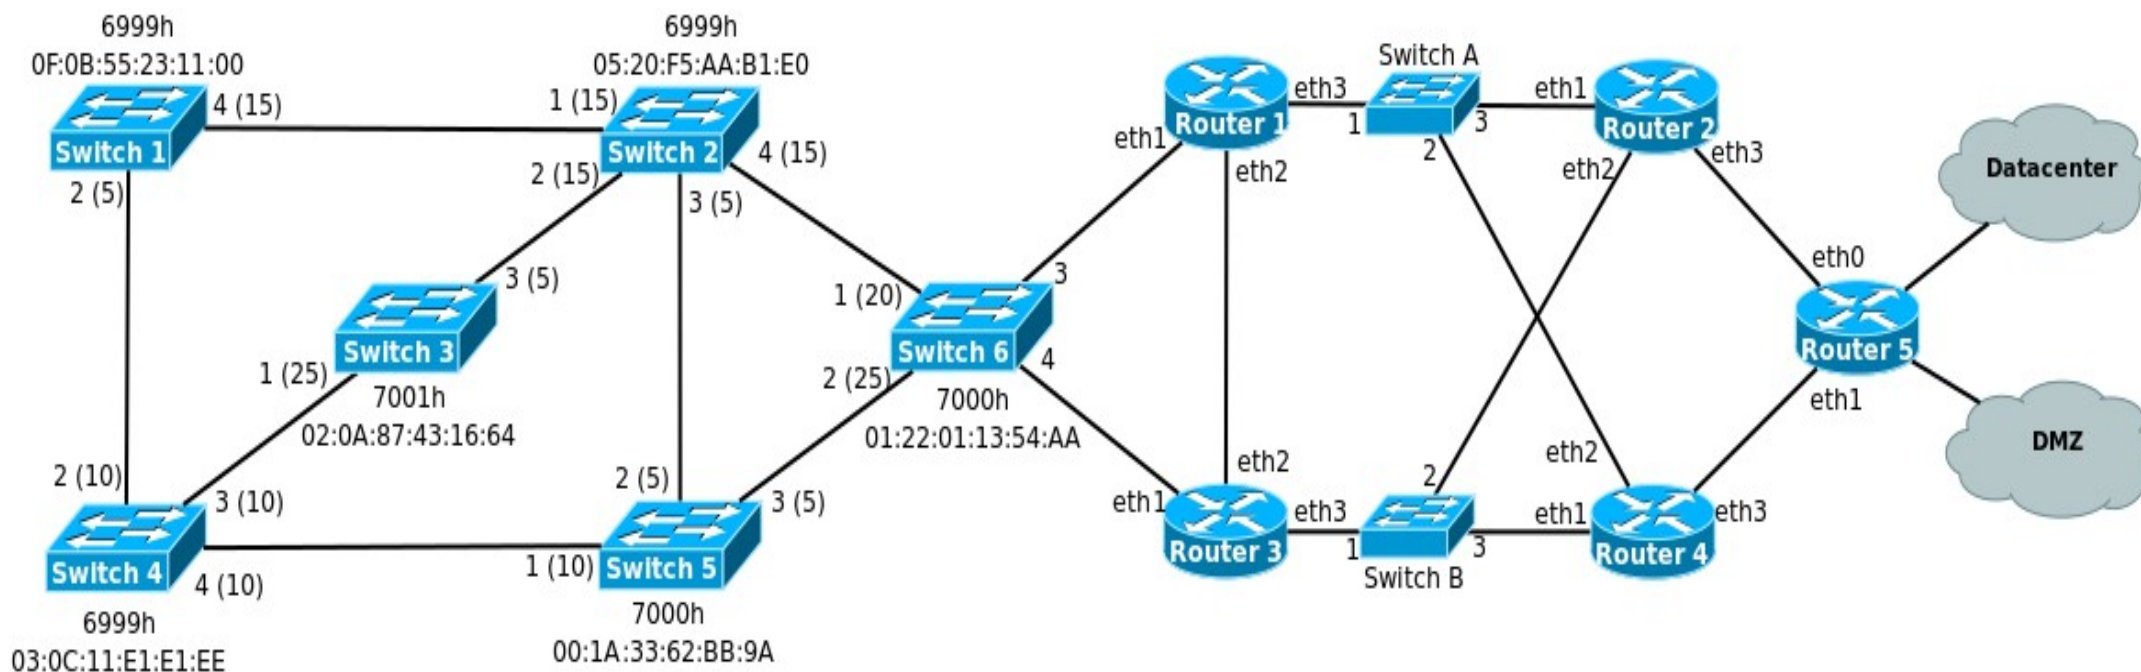 6999h
0F:0B:55:23:11:00
4 (15)
Switch 1
2 (5)
6999h
05:20:F5:AA:B1:E0
1 (15)
Switch 2
4 (15)
2 (15)
3 (5)
3 (5)
Switch 3
1 (25)
7001h
02:0A:87:43:16:64
1 (20)
3
Switch 6
4
2 (25)
7000h
01:22:01:13:54:AA
2 (10)
3 (10)
Switch 4
4 (10)
6999h
03:0C:11:E1:E1:EE
2 (5)
3 (5)
1 (10)
Switch 5
7000h
00:1A:33:62:BB:9A
eth3
Router 1
eth1
eth2
Switch A
1
3
2
eth1
Router 2
eth2
eth3
Datacenter
eth0
Router 5
eth1
DMZ
eth2
eth1
eth3
Router 3
2
1
3
Switch B
eth2
eth1
eth3
Router 4